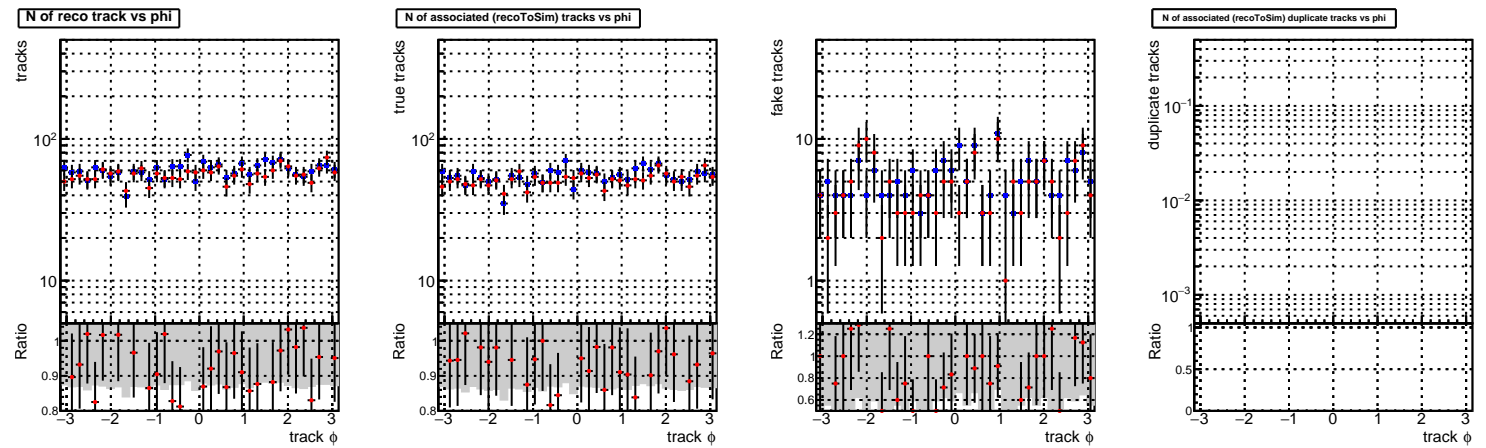 N of reco track vs phi
tracks
10²
10
Ratio
1
0.9
0.8
−3 −2 −1 0 1 2 3
track ϕ
N of associated (recoToSim) tracks vs phi
true tracks
10²
10
Ratio
1
0.9
0.8
−3 −2 −1 0 1 2 3
track ϕ
fake tracks
10
1
Ratio
1.2
1.0
0.8
0.6
−3 −2 −1 0 1 2 3
track ϕ
N of associated (recoToSim) duplicate tracks vs phi
duplicate tracks
10⁻¹
10⁻²
10⁻³
Ratio
1
0.5
0
−3 −2 −1 0 1 2 3
track ϕ